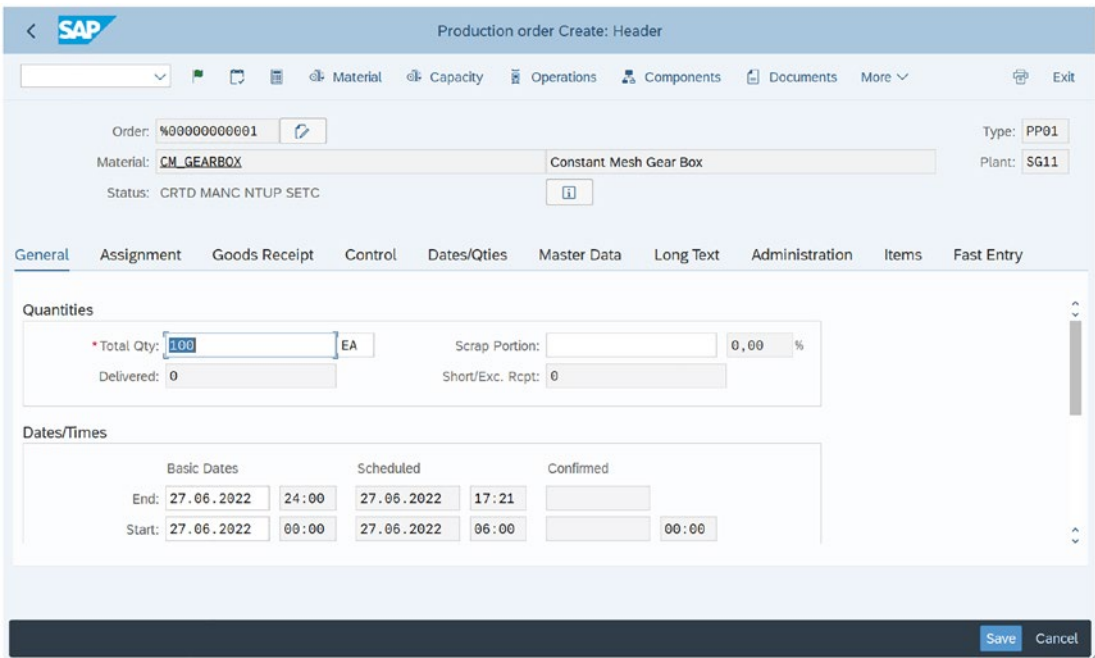 SAP
Production order Create: Header
Material Capacity Operations Components Documents More Exit
Order: %00000000001 Type: PP01
Material: CM_GEARBOX Constant Mesh Gear Box Plant: SG11
Status: CRTD MANC NTUP SETC
General Assignment Goods Receipt Control Dates/Qties Master Data Long Text Administration Items Fast Entry
Quantities
*Total Qty: 100 EA Scrap Portion: 0,00 %
Delivered: 0 Short/Exc. Rcpt: 0
Dates/Times
Basic Dates Scheduled Confirmed
End: 27.06.2022 24:00 27.06.2022 17:21
Start: 27.06.2022 00:00 27.06.2022 06:00 00:00
Save Cancel